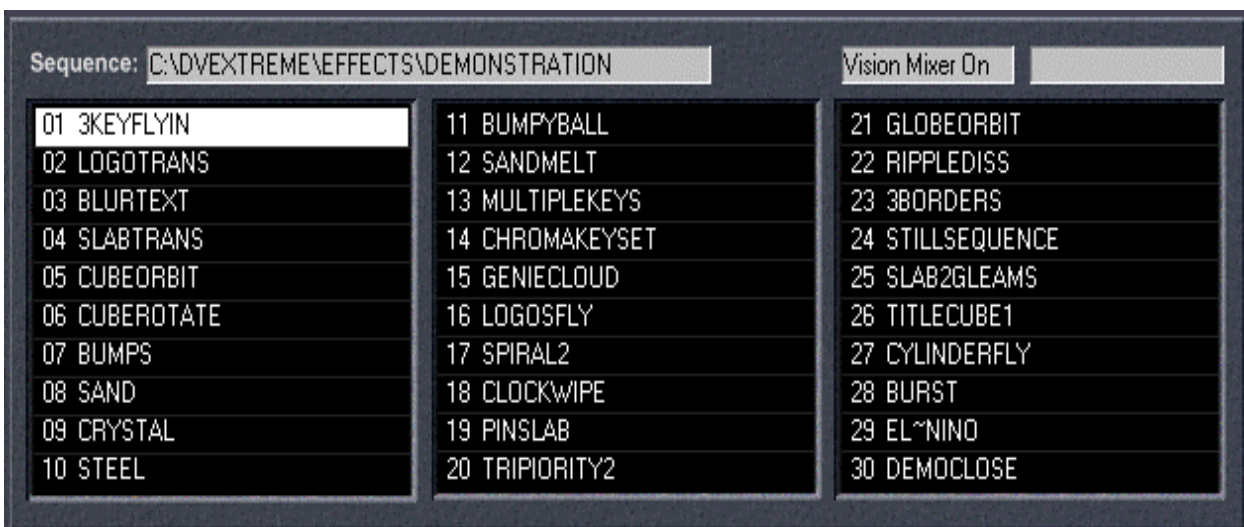 Sequence: C:\DVEXTREME\EFFECTS\DEMONSTRATION Vision Mixer On
01 3KEYFLYIN
02 LOGOTRANS
03 BLURTEXT
04 SLABTRANS
05 CUBEORBIT
06 CUBEROTATE
07 BUMPS
08 SAND
09 CRYSTAL
10 STEEL
11 BUMPYBALL
12 SANDMELT
13 MULTIPLEKEYS
14 CHROMAKEYSET
15 GENIECLOUD
16 LOGOSFLY
17 SPIRAL2
18 CLOCKWIPE
19 PINSLAB
20 TRIPIORITY2
21 GLOBEORBIT
22 RIPPLEDISS
23 3BORDERS
24 STILLSEQUENCE
25 SLAB2GLEAMS
26 TITLECUBE1
27 CYLINDERFLY
28 BURST
29 EL~NINO
30 DEMOCLOSE